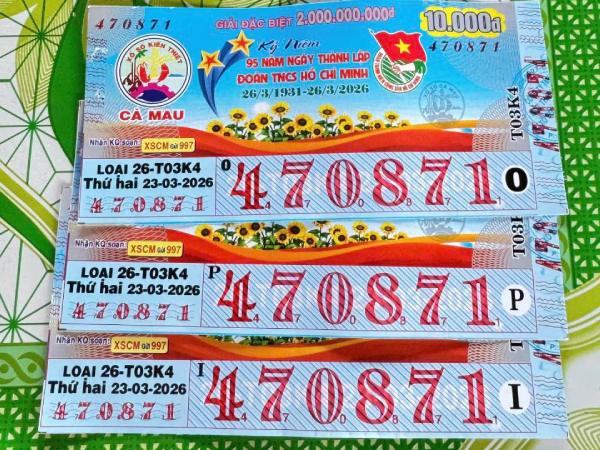 470871
GIẢI ĐẶC BIỆT 2.000.000.000đ
10.000đ
470871
XỔ SỐ KIẾN THIẾT
CÀ MAU
Kỷ Niệm
95 NĂM NGÀY THÀNH LẬP
ĐOÀN TNCS HỒ CHÍ MINH
26/3/1931-26/3/2026
T03K4
Nhận KQ soạn: XSCM Gửi 997
LOẠI 26-T03K4
Thứ hai 23-03-2026
470871
O 470871 O
Nhận KQ soạn: XSCM Gửi 997
LOẠI 26-T03K4
Thứ hai 23-03-2026
470871
P 470871 P
Nhận KQ soạn: XSCM Gửi 997
LOẠI 26-T03K4
Thứ hai 23-03-2026
470871
I 470871 I